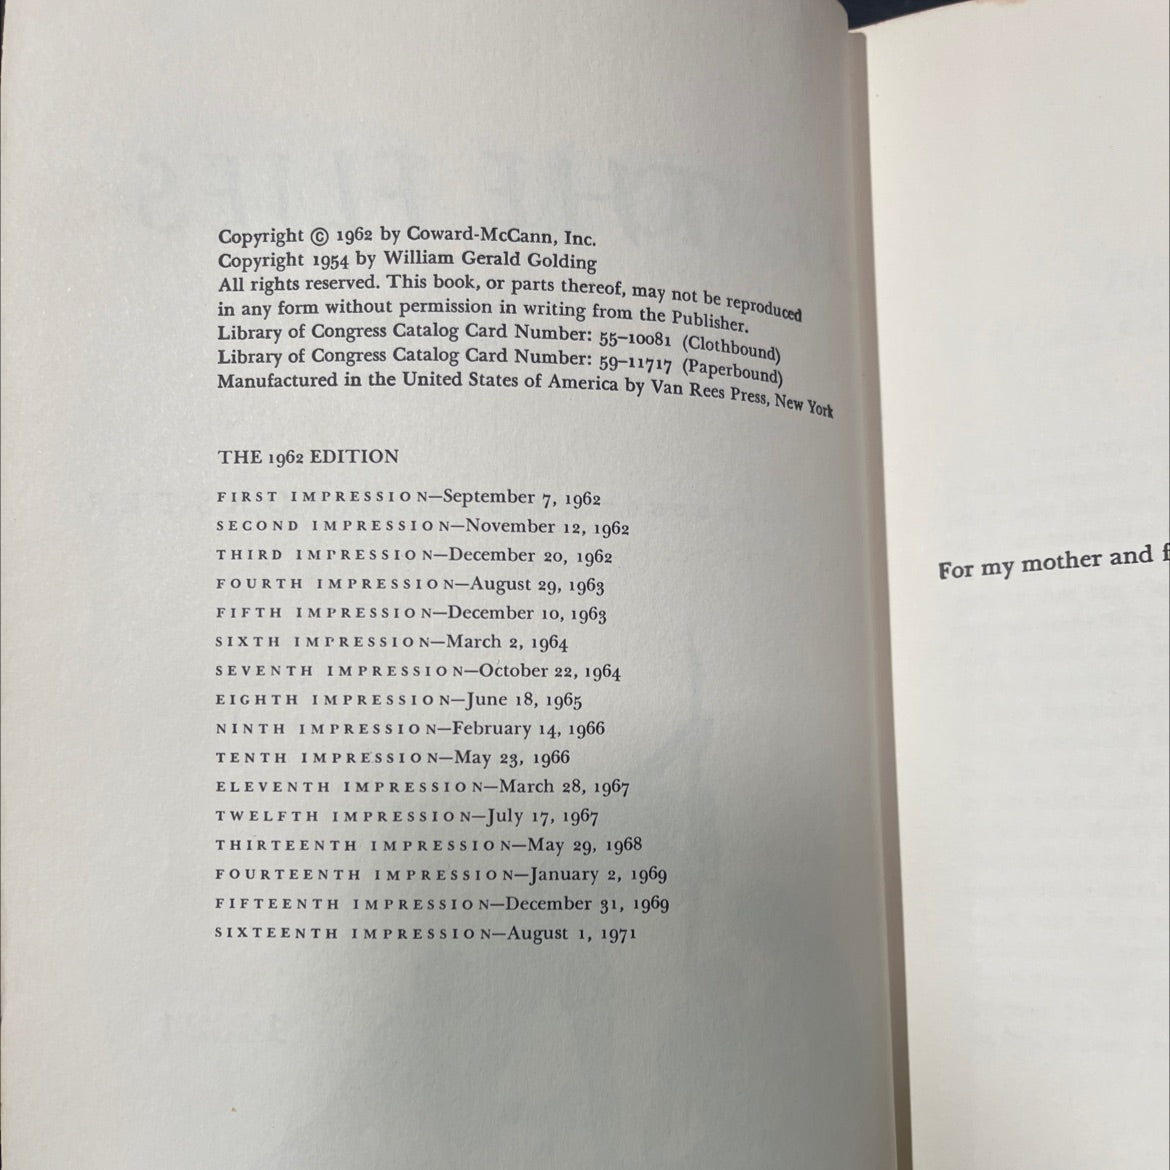 Copyright © 1962 by Coward-McCann, Inc.
Copyright 1954 by William Gerald Golding
All rights reserved. This book, or parts thereof, may not be reproduced
in any form without permission in writing from the Publisher.
Library of Congress Catalog Card Number: 55-10081 (Clothbound)
Library of Congress Catalog Card Number: 59-11717 (Paperbound)
Manufactured in the United States of America by Van Rees Press, New York
THE 1962 EDITION
FIRST IMPRESSION—September 7, 1962
SECOND IMPRESSION—November 12, 1962
THIRD IMPRESSION—December 20, 1962
FOURTH IMPRESSION—August 29, 1963
FIFTH IMPRESSION—December 10, 1963
SIXTH IMPRESSION—March 2, 1964
SEVENTH IMPRESSION—October 22, 1964
EIGHTH IMPRESSION—June 18, 1965
NINTH IMPRESSION—February 14, 1966
TENTH IMPRESSION—May 23, 1966
ELEVENTH IMPRESSION—March 28, 1967
TWELFTH IMPRESSION—July 17, 1967
THIRTEENTH IMPRESSION—May 29, 1968
FOURTEENTH IMPRESSION—January 2, 1969
FIFTEENTH IMPRESSION—December 31, 1969
SIXTEENTH IMPRESSION—August 1, 1971
For my mother and